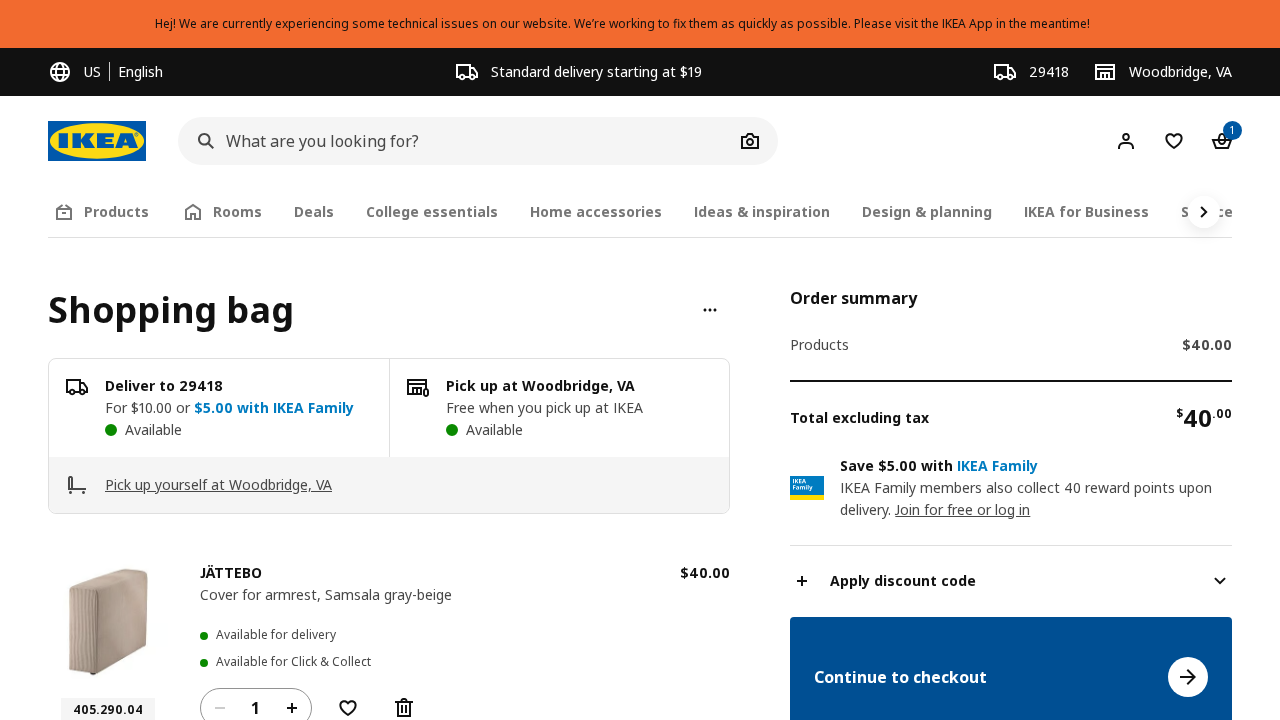 Hej! We are currently experiencing some technical issues on our website. We’re working to fix them as quickly as possible. Please visit the IKEA App in the meantime!
US
English
Standard delivery starting at $19
29418
Woodbridge, VA
IKEA
What are you looking for?
1
Products
Rooms
Deals
College essentials
Home accessories
Ideas & inspiration
Design & planning
IKEA for Business
Shopping bag
Deliver to 29418
For $10.00 or $5.00 with IKEA Family
Available
Pick up at Woodbridge, VA
Free when you pick up at IKEA
Available
Pick up yourself at Woodbridge, VA
JÄTTEBO
$40.00
Cover for armrest, Samsala gray-beige
Available for delivery
Available for Click & Collect
1
405.290.04
Order summary
Products
$40.00
Total excluding tax
$40.00
IKEA
Family
Save $5.00 with IKEA Family
IKEA Family members also collect 40 reward points upon
delivery. Join for free or log in
Apply discount code
Continue to checkout